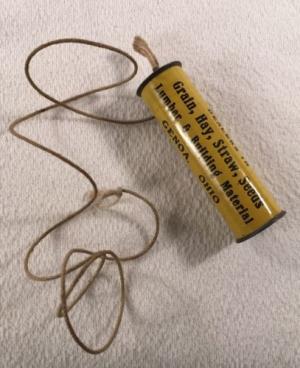 Grain, Hay, Straw, Seeds
Lumber & Building Material
GENOA, OHIO